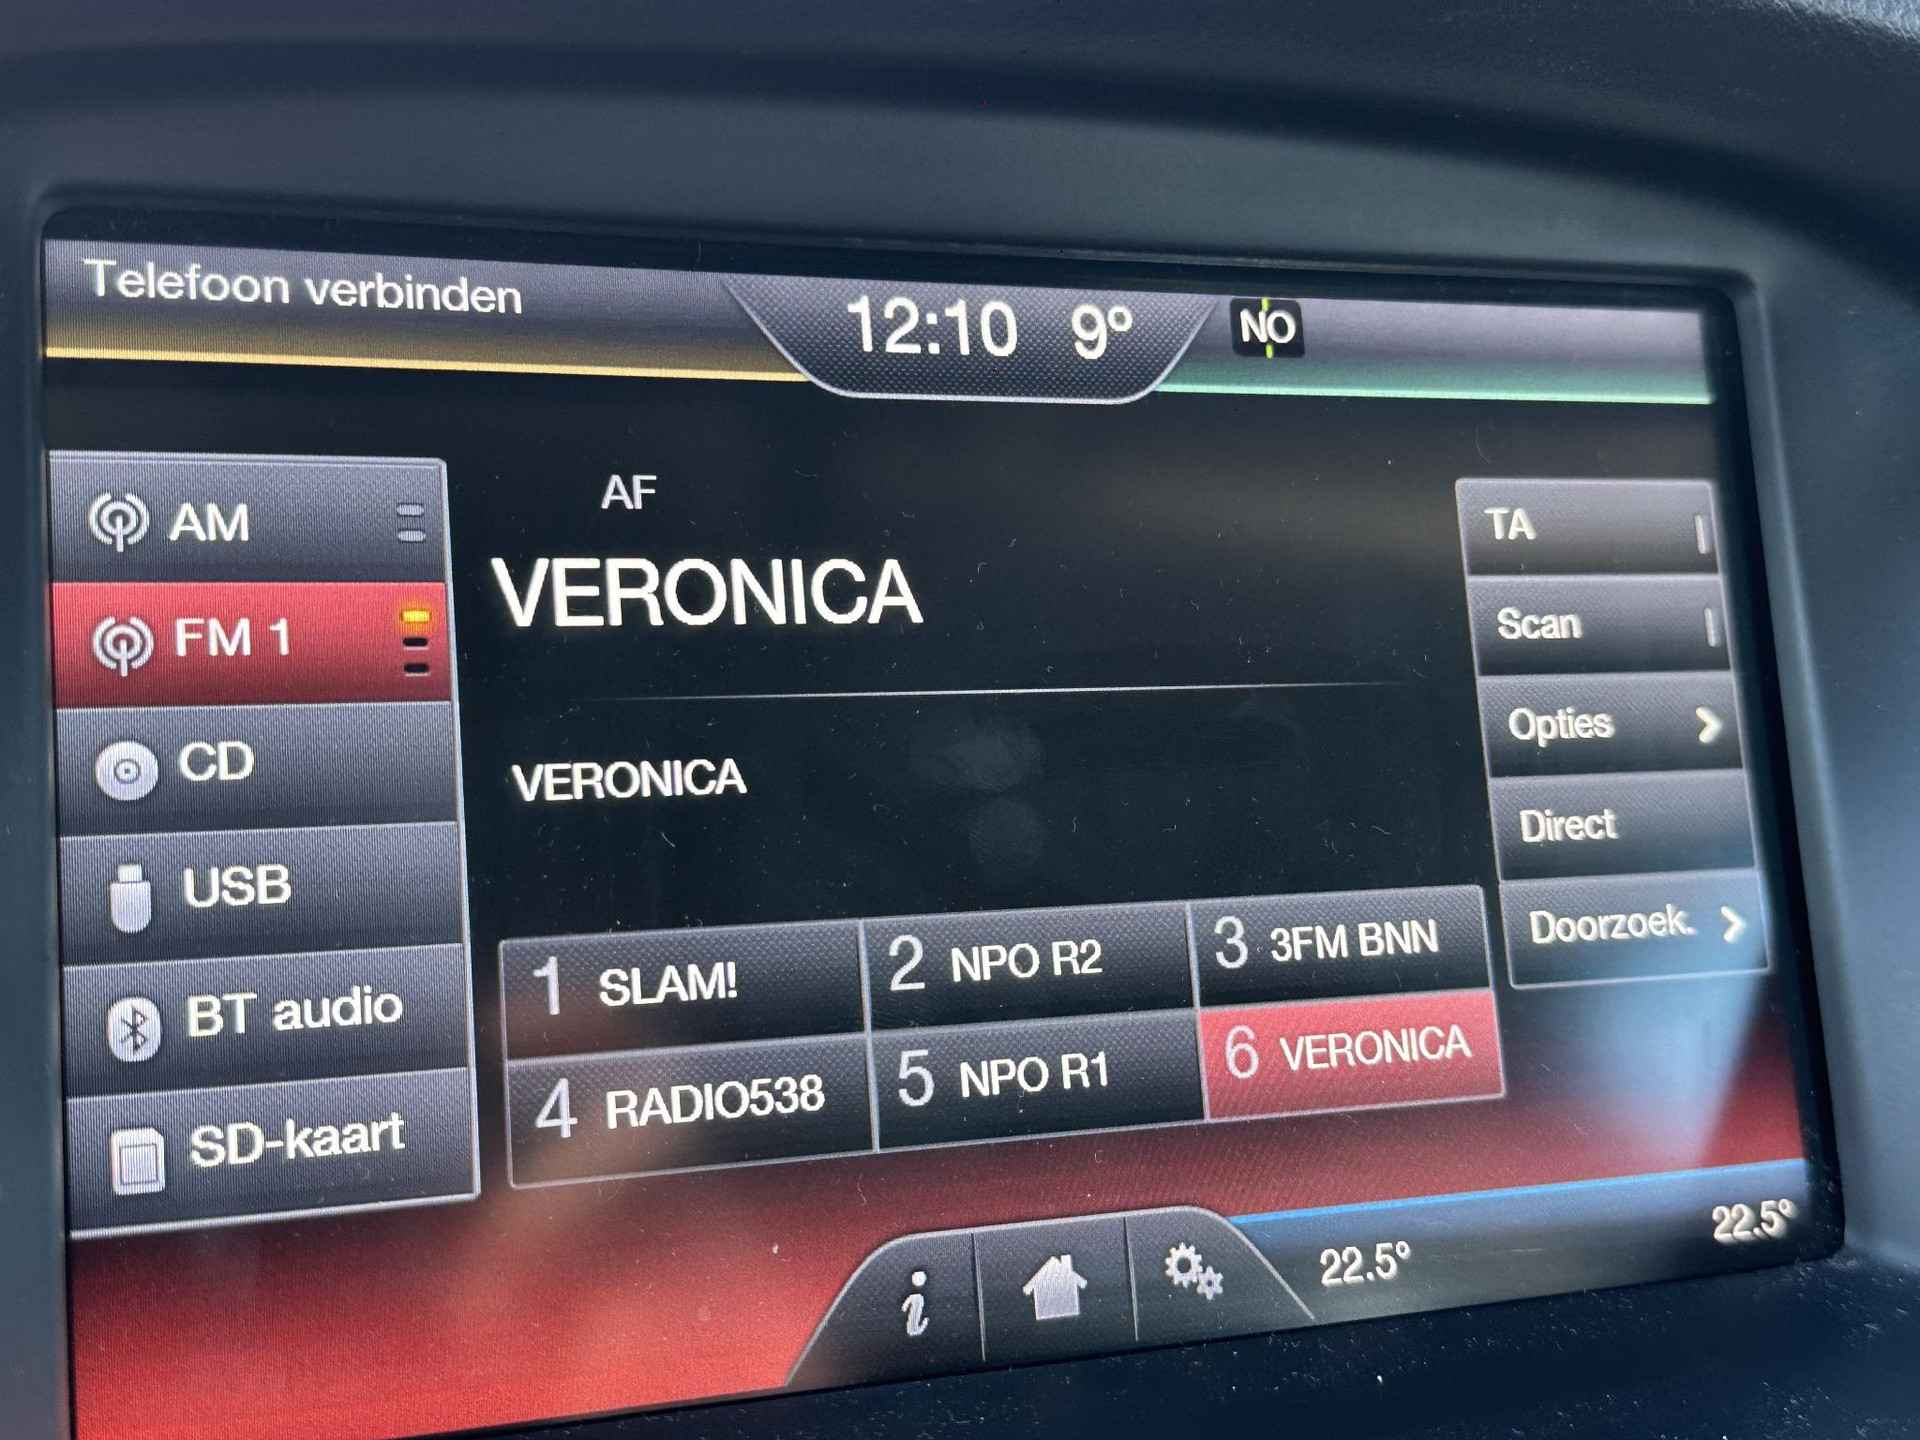 Telefoon verbinden
12:10 9° NO
AM
FM 1
CD
USB
BT audio
SD-kaart
AF
VERONICA
VERONICA
1 SLAM!
2 NPO R2
3 3FM BNN
4 RADIO538
5 NPO R1
6 VERONICA
TA
Scan
Opties
Direct
Doorzoek.
i
22.5°
22.5°